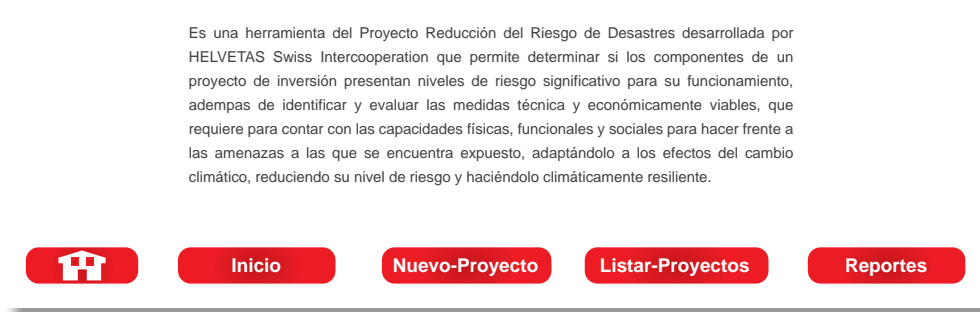 Es una herramienta del Proyecto Reducción del Riesgo de Desastres desarrollada por
HELVETAS Swiss Intercooperation que permite determinar si los componentes de un
proyecto de inversión presentan niveles de riesgo significativo para su funcionamiento,
adempas de identificar y evaluar las medidas técnica y económicamente viables, que
requiere para contar con las capacidades físicas, funcionales y sociales para hacer frente a
las amenazas a las que se encuentra expuesto, adaptándolo a los efectos del cambio
climático, reduciendo su nivel de riesgo y haciéndolo climáticamente resiliente.
Inicio Nuevo-Proyecto Listar-Proyectos Reportes